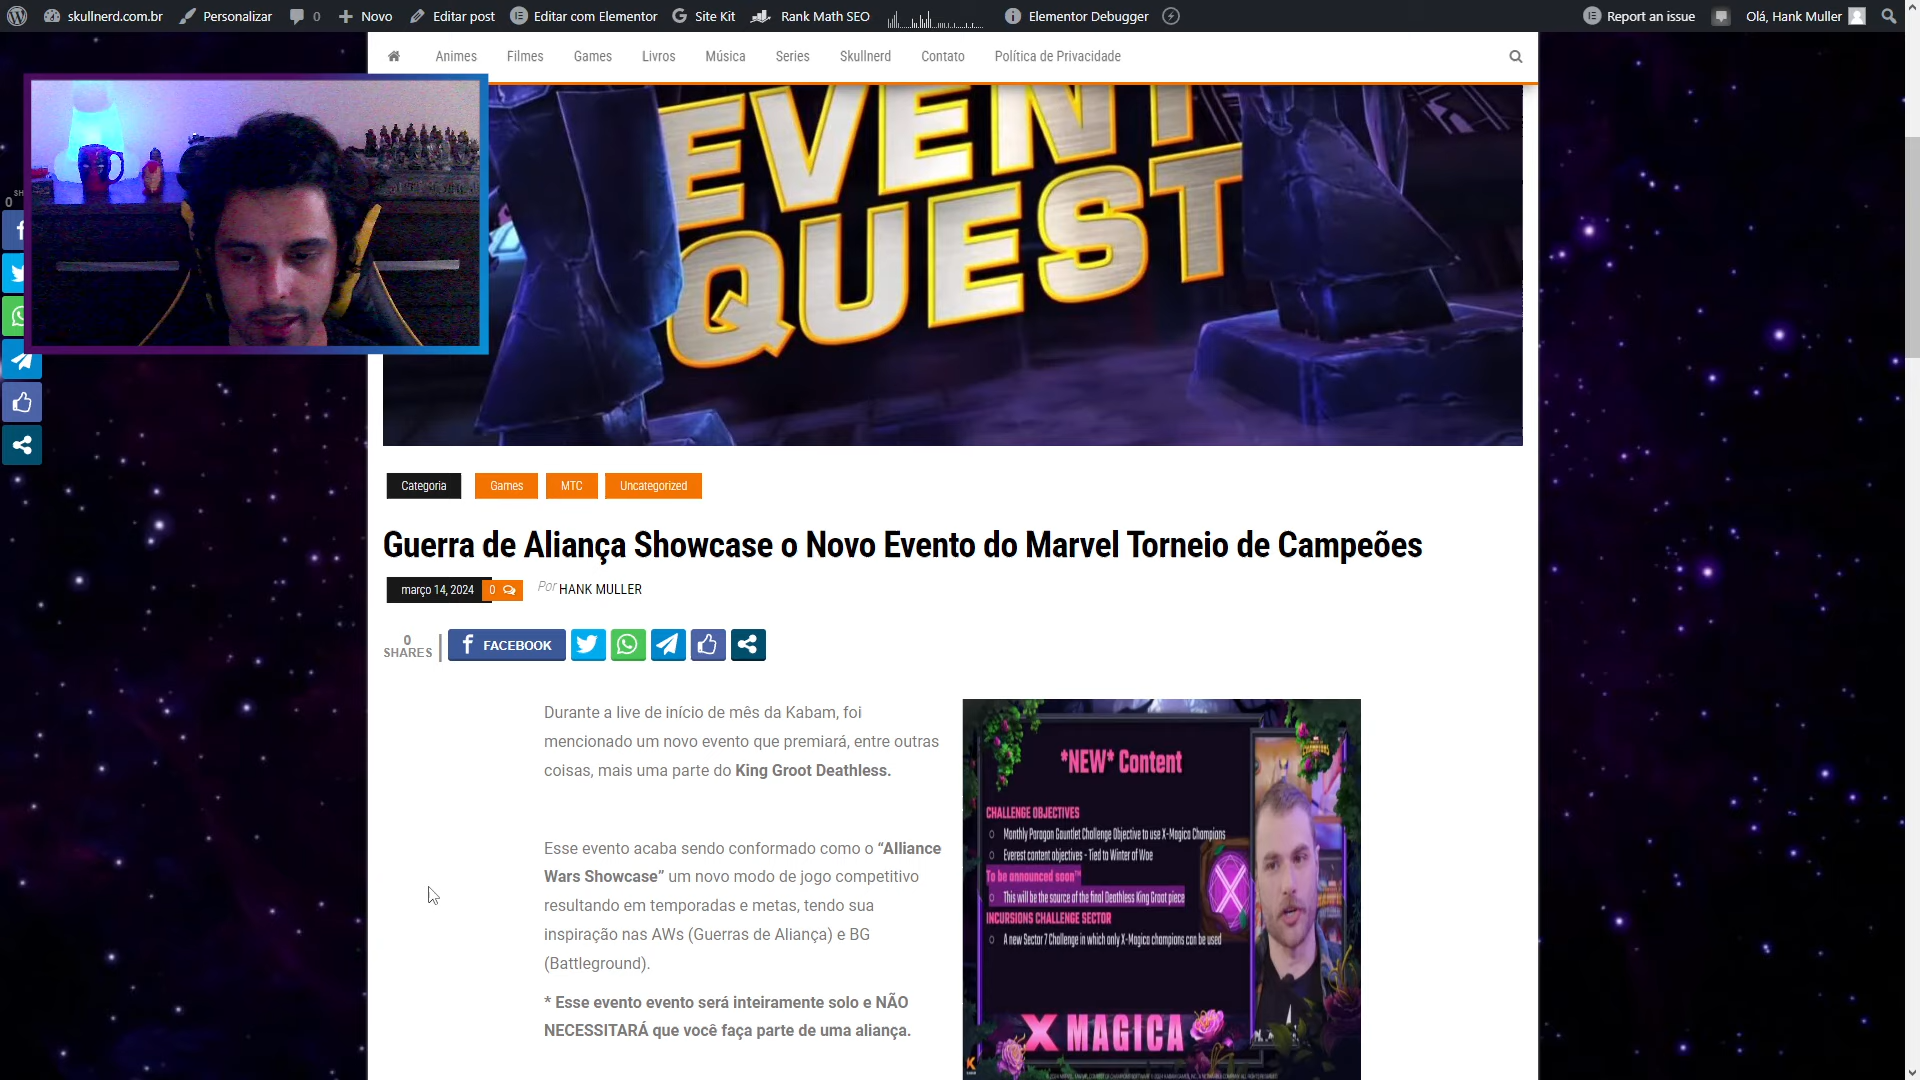 skullnerd.com.br Personalizar 0 Novo Editar post Editar com Elementor Site Kit Rank Math SEO Elementor Debugger Report an issue Olá, Hank Muller
Animes Filmes Games Livros Música Series Skullnerd Contato Política de Privacidade
EVENT
QUEST
SH
0
Categoria Games MTC Uncategorized
Guerra de Aliança Showcase o Novo Evento do Marvel Torneio de Campeões
março 14, 2024 0 Por HANK MULLER
0
SHARES
FACEBOOK
Durante a live de início de mês da Kabam, foi
mencionado um novo evento que premiará, entre outras
coisas, mais uma parte do King Groot Deathless.
Esse evento acaba sendo conformado como o “Alliance
Wars Showcase” um novo modo de jogo competitivo
resultando em temporadas e metas, tendo sua
inspiração nas AWs (Guerras de Aliança) e BG
(Battleground).
* Esse evento evento será inteiramente solo e NÃO
NECESSITARÁ que você faça parte de uma aliança.
*NEW* Content
CHALLENGE OBJECTIVES
Monthly Paragon Gauntlet Challenge Objective to use X-Magica Champions
Everest content objectives - Tied to Winter of Woe
To be announced soon™
This will be the source of the final Deathless King Groot piece
INCURSIONS CHALLENGE SECTOR
A new Sector 7 Challenge in which only X-Magica champions can be used
X MAGICA